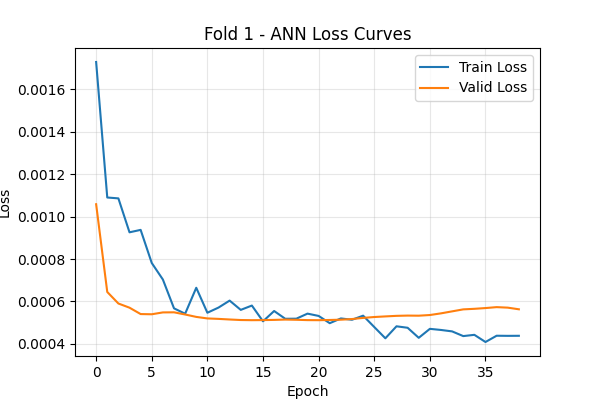 Fold 1 - ANN Loss Curves
Train Loss
Valid Loss
Loss
0.0016
0.0014
0.0012
0.0010
0.0008
0.0006
0.0004
0 5 10 15 20 25 30 35
Epoch